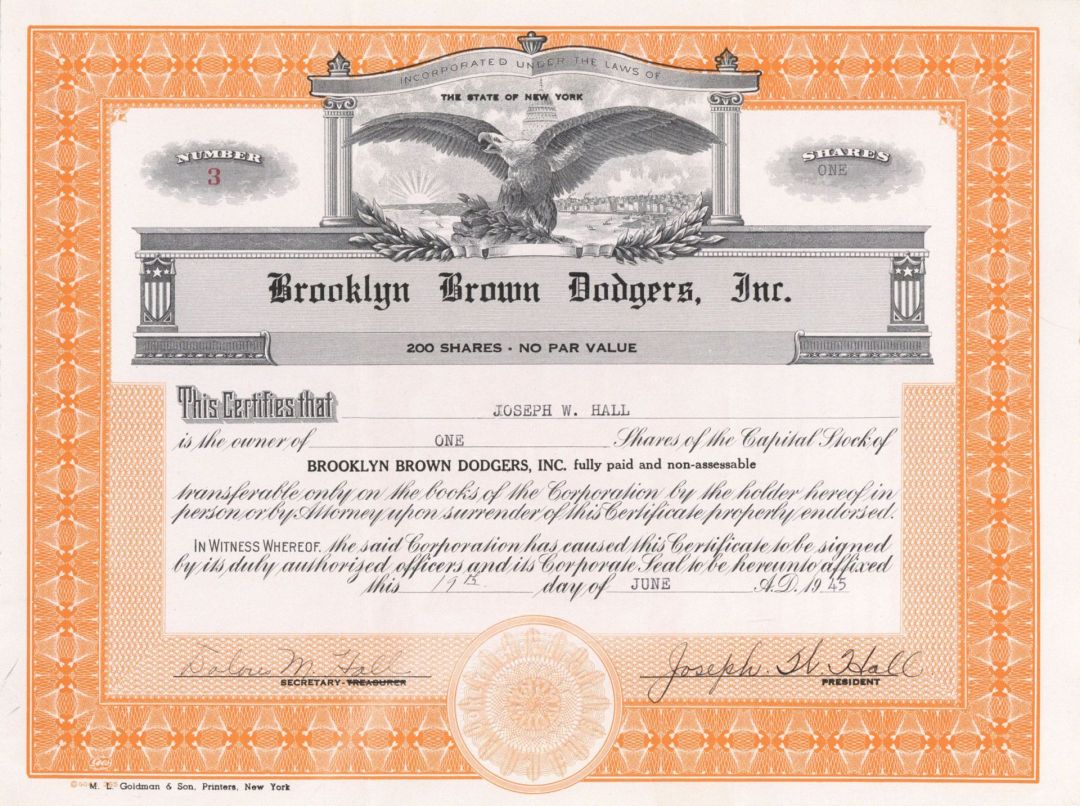 INCORPORATED UNDER THE LAWS OF
THE STATE OF NEW YORK
NUMBER
3
SHARES
ONE
Brooklyn Brown Dodgers, Inc.
200 SHARES - NO PAR VALUE
This Certifies that JOSEPH W. HALL
is the owner of ONE Shares of the Capital Stock of
BROOKLYN BROWN DODGERS, INC. fully paid and non-assessable
transferable only on the books of the Corporation by the holder hereof in
person or by Attorney upon surrender of this Certificate properly endorsed.
IN WITNESS WHEREOF, the said Corporation has caused this Certificate to be signed
by its duly authorized officers and its Corporate Seal to be hereunto affixed
this 19th day of JUNE A.D. 1945
Dolores M. Hall
SECRETARY-TREASURER
Joseph. W Hall
PRESIDENT
M. L. Goldman & Son, Printers, New York